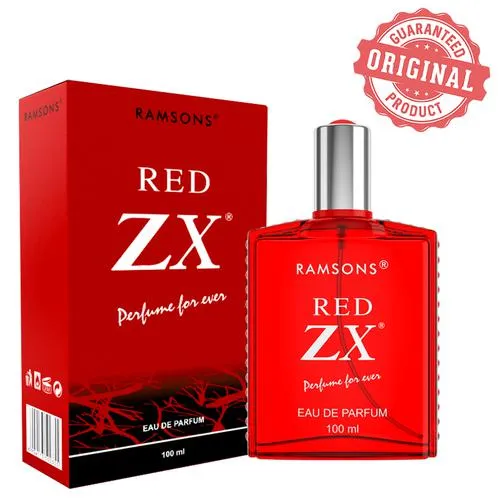 RAMSONS®
RED
ZX®
Perfume for ever
EAU DE PARFUM
100 ml
RAMSONS®
RAMSONS®
RED
ZX®
Perfume for ever
EAU DE PARFUM
100 ml
GUARANTEED
ORIGINAL
PRODUCT